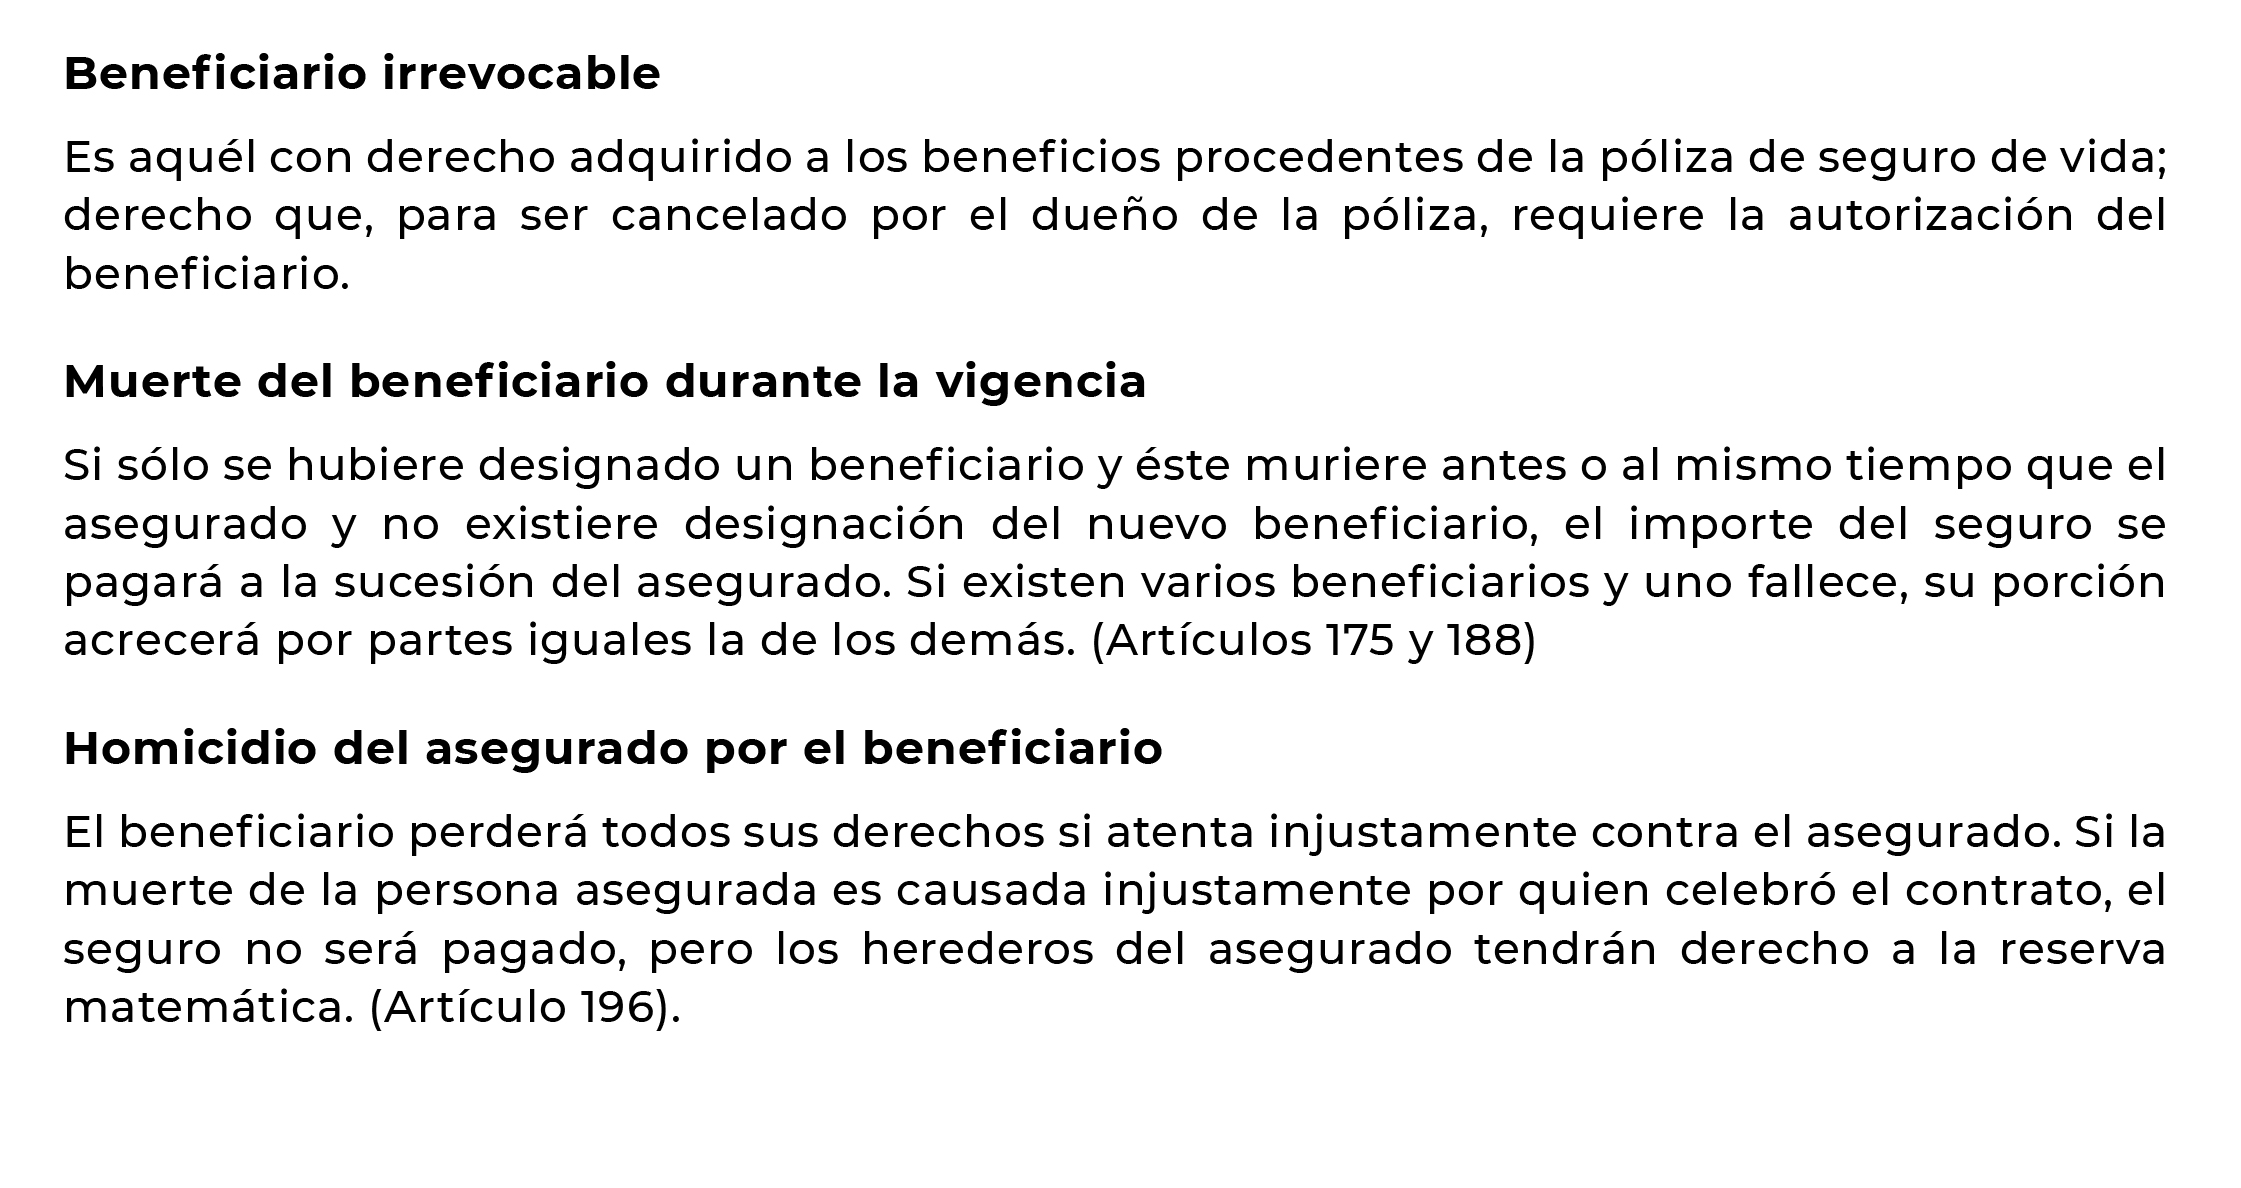 Beneficiario irrevocable
Es aquél con derecho adquirido a los beneficios procedentes de la póliza de seguro de vida;
derecho que, para ser cancelado por el dueño de la póliza, requiere la autorización del
beneficiario.
Muerte del beneficiario durante la vigencia
Si sólo se hubiere designado un beneficiario y éste muriere antes o al mismo tiempo que el
asegurado y no existiere designación del nuevo beneficiario, el importe del seguro se
pagará a la sucesión del asegurado. Si existen varios beneficiarios y uno fallece, su porción
acrecerá por partes iguales la de los demás. (Artículos 175 y 188)
Homicidio del asegurado por el beneficiario
El beneficiario perderá todos sus derechos si atenta injustamente contra el asegurado. Si la
muerte de la persona asegurada es causada injustamente por quien celebró el contrato, el
seguro no será pagado, pero los herederos del asegurado tendrán derecho a la reserva
matemática. (Artículo 196).